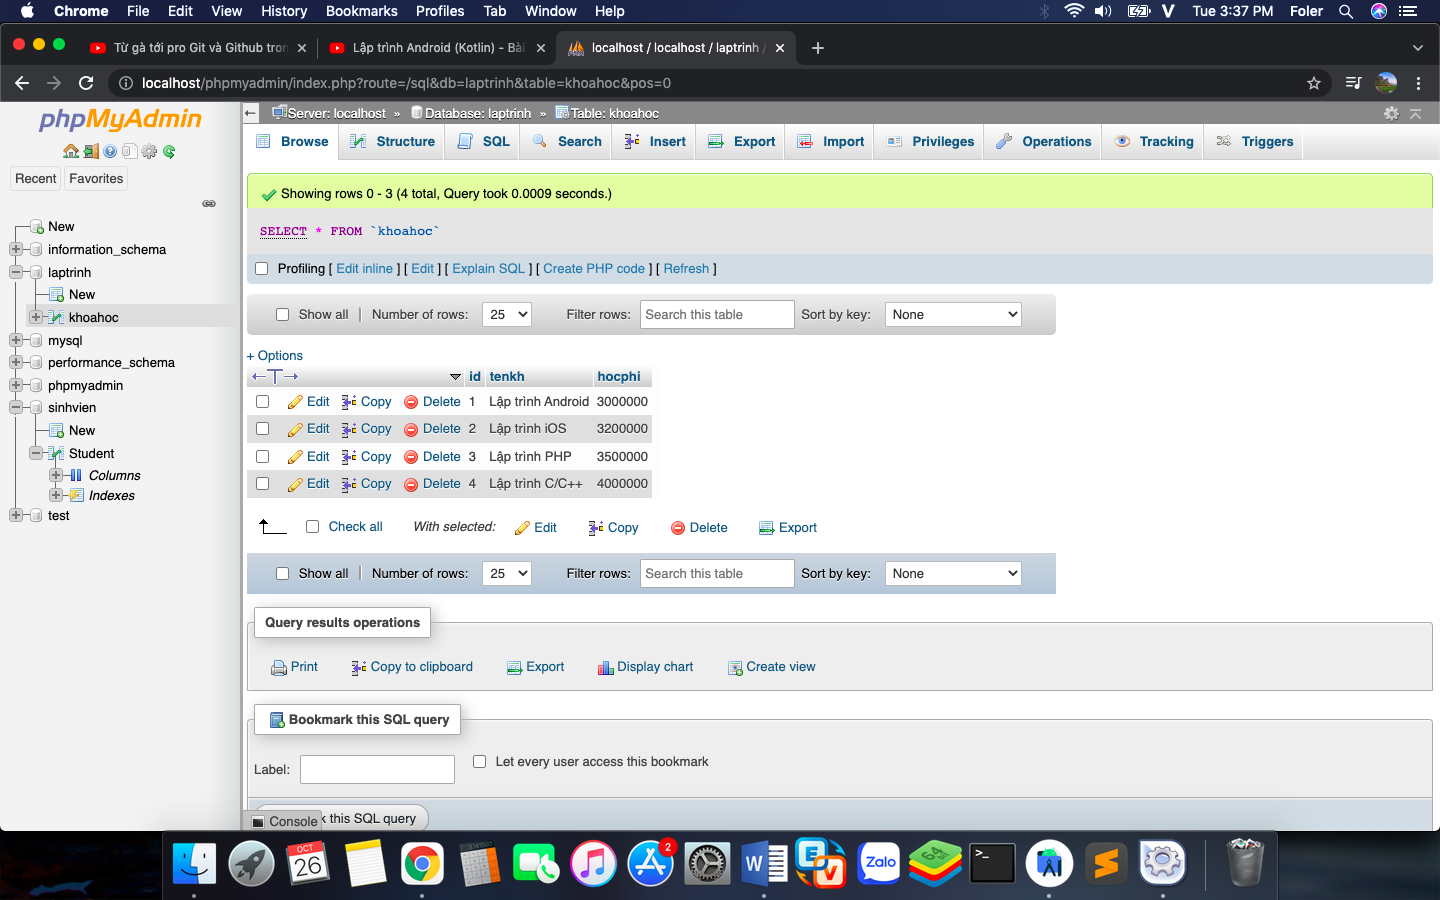 Chrome File Edit View History Bookmarks Profiles Tab Window Help V Tue 3:37 PM Foler
Từ gà tới pro Git và Github tron Lập trình Android (Kotlin) - Bài localhost / localhost / laptrinh /
localhost/phpmyadmin/index.php?route=/sql&db=laptrinh&table=khoahoc&pos=0
phpMyAdmin
Recent Favorites
New
information_schema
laptrinh
New
khoahoc
mysql
performance_schema
phpmyadmin
sinhvien
New
Student
Columns
Indexes
test
Server: localhost » Database: laptrinh » Table: khoahoc
Browse Structure SQL Search Insert Export Import Privileges Operations Tracking Triggers
Showing rows 0 - 3 (4 total, Query took 0.0009 seconds.)
SELECT * FROM `khoahoc`
Profiling [ Edit inline ] [ Edit ] [ Explain SQL ] [ Create PHP code ] [ Refresh ]
Show all | Number of rows: 25 Filter rows: Search this table Sort by key: None
+ Options
←T→ id tenkh hocphi
Edit Copy Delete 1 Lập trình Android 3000000
Edit Copy Delete 2 Lập trình iOS 3200000
Edit Copy Delete 3 Lập trình PHP 3500000
Edit Copy Delete 4 Lập trình C/C++ 4000000
Check all With selected: Edit Copy Delete Export
Show all | Number of rows: 25 Filter rows: Search this table Sort by key: None
Query results operations
Print Copy to clipboard Export Display chart Create view
Bookmark this SQL query
Label: Let every user access this bookmark
Console k this SQL query
OCT
26
2
W
E
V
Zalo
64
>_
S